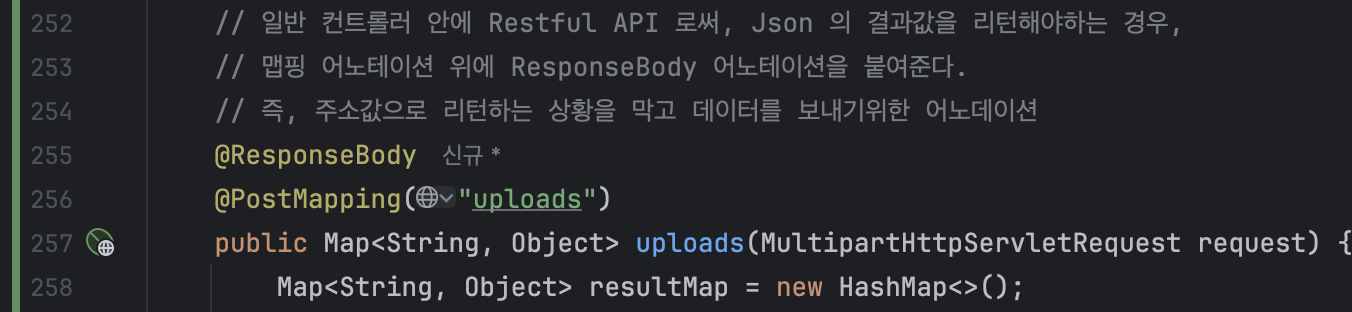 252 // 일반 컨트롤러 안에 Restful API 로써, Json 의 결과값을 리턴해야하는 경우,
253 // 맵핑 어노테이션 위에 ResponseBody 어노테이션을 붙여준다.
254 // 즉, 주소값으로 리턴하는 상황을 막고 데이터를 보내기위한 어노데이션
255 @ResponseBody 신규 *
256 @PostMapping("uploads")
257 public Map<String, Object> uploads(MultipartHttpServletRequest request) {
258 Map<String, Object> resultMap = new HashMap<>();